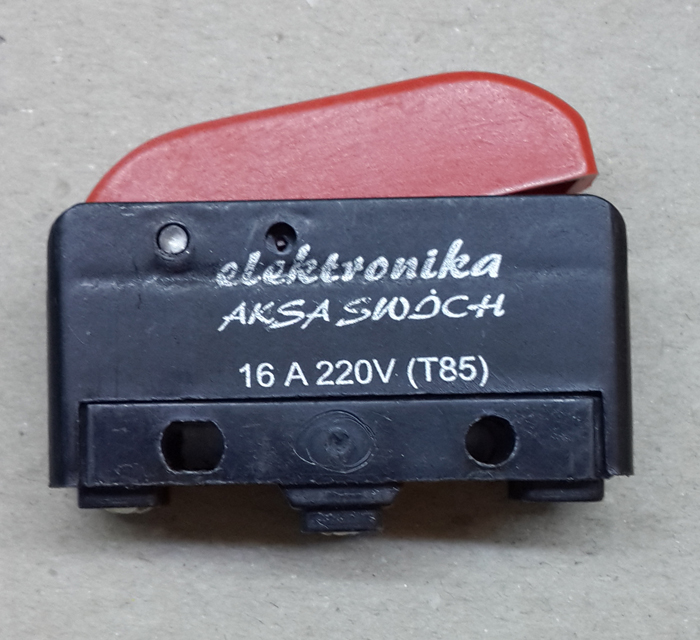 elektronika
AKSA SWİCH
16 A 220V (T85)